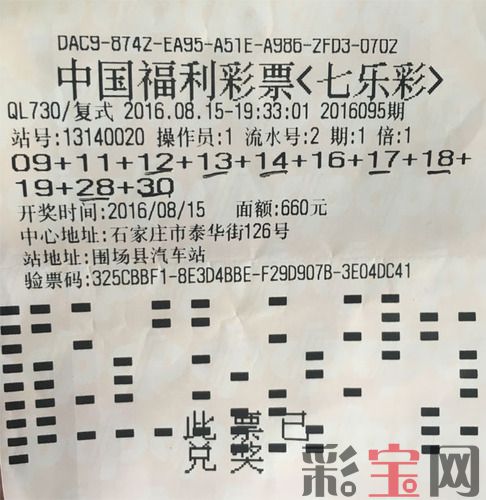 DAC9-8742-EA95-A51E-A986-2FD3-0702
中国福利彩票<七乐彩>
QL730/复式 2016.08.15-19:33:01 2016095期
站号:13140020 操作员:1 流水号:2 期:1 倍:1
09+11+12+13+14+16+17+18+
19+28+30
开奖时间:2016/08/15 面额:660元
中心地址:石家庄市泰华街126号
站地址:围场县汽车站
验票码:325CBBF1-8E3D4BBE-F29D907B-3E04DC41
此票已
兑奖
彩宝网